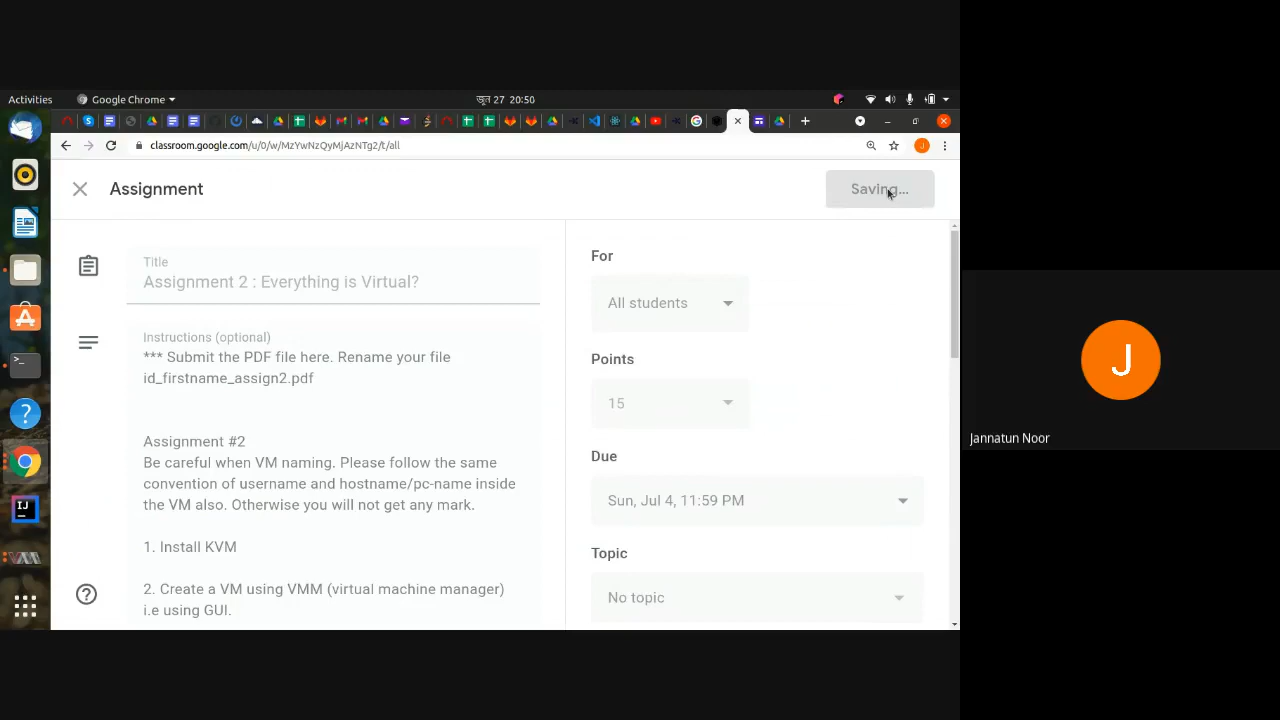 Activities
Google Chrome
জুন 27 20:50
classroom.google.com/u/0/w/MzYwNzQyMjAzNTg2/t/all
J
Assignment
Saving...
Title
Assignment 2 : Everything is Virtual?
Instructions (optional)
*** Submit the PDF file here. Rename your file
id_firstname_assign2.pdf
Assignment #2
Be careful when VM naming. Please follow the same
convention of username and hostname/pc-name inside
the VM also. Otherwise you will not get any mark.
1. Install KVM
2. Create a VM using VMM (virtual machine manager)
i.e using GUI.
For
All students
Points
15
Due
Sun, Jul 4, 11:59 PM
Topic
No topic
IJ
J
Jannatun Noor